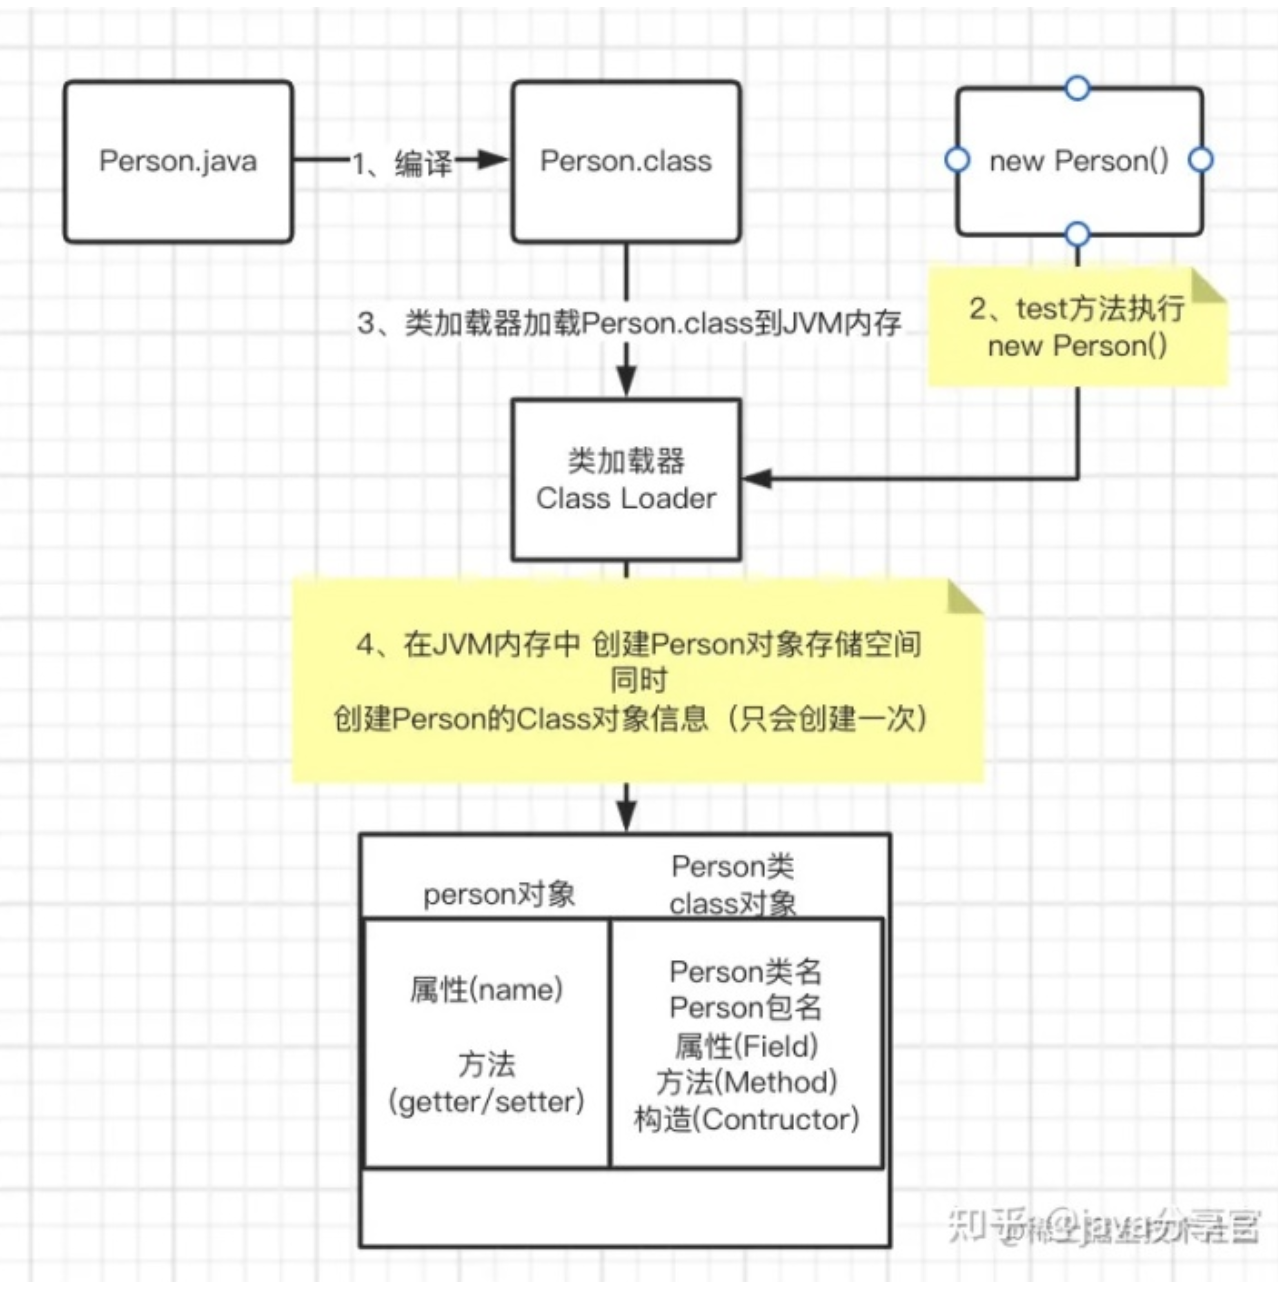 Person.java
1、编译
Person.class
new Person()
2、test方法执行
new Person()
3、类加载器加载Person.class到JVM内存
类加载器
Class Loader
4、在JVM内存中 创建Person对象存储空间
同时
创建Person的Class对象信息（只会创建一次）
person对象
Person类
class对象
属性(name)
方法
(getter/setter)
Person类名
Person包名
属性(Field)
方法(Method)
构造(Contructor)
知乎 @java分享官